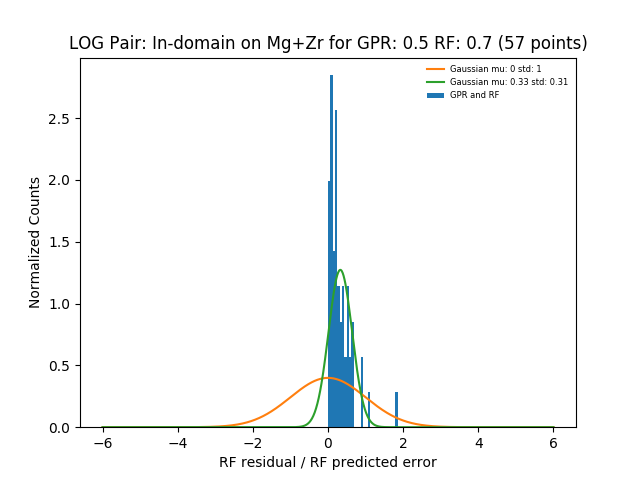 LOG Pair: In-domain on Mg+Zr for GPR: 0.5 RF: 0.7 (57 points)
Gaussian mu: 0 std: 1
Gaussian mu: 0.33 std: 0.31
GPR and RF
Normalized Counts
2.5
2.0
1.5
1.0
0.5
0.0
−6 −4 −2 0 2 4 6
RF residual / RF predicted error